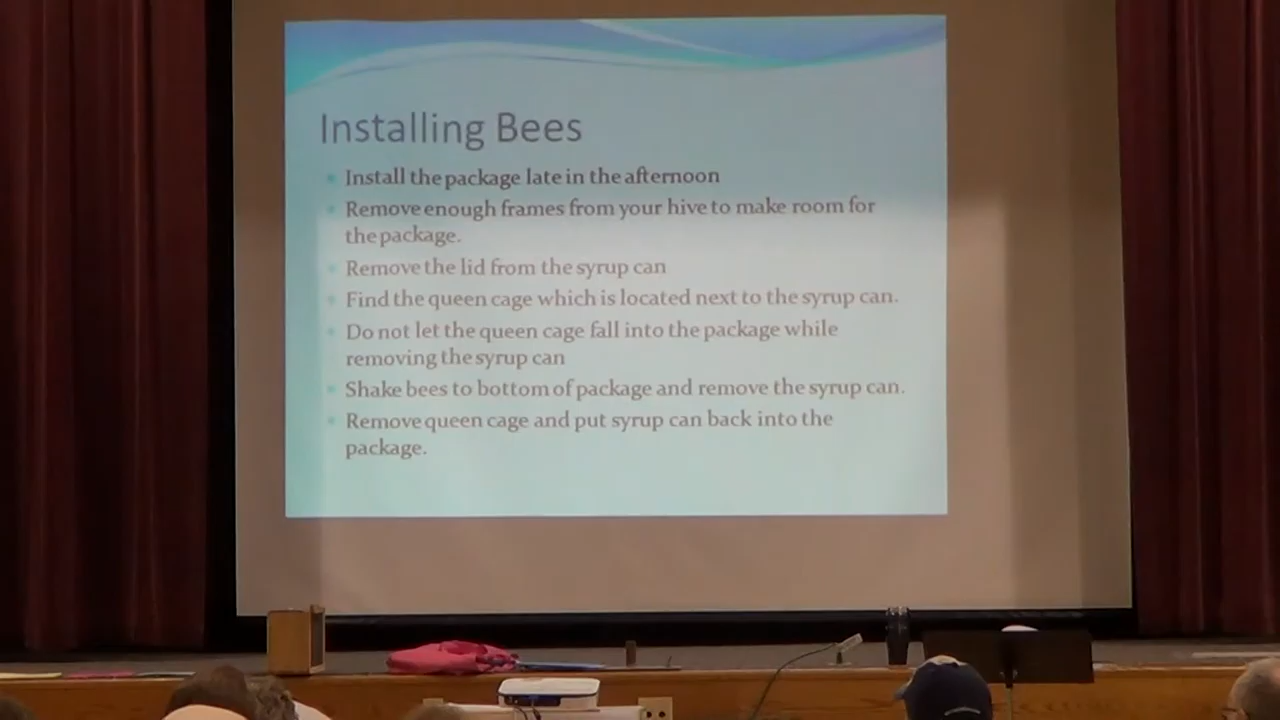 Installing Bees
Install the package late in the afternoon
Remove enough frames from your hive to make room for
the package.
Remove the lid from the syrup can
Find the queen cage which is located next to the syrup can.
Do not let the queen cage fall into the package while
removing the syrup can
Shake bees to bottom of package and remove the syrup can.
Remove queen cage and put syrup can back into the
package.